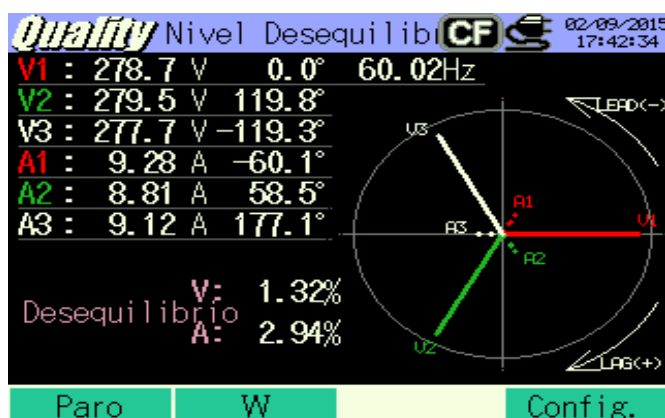 Quality Nivel Desequilibr CF 02/09/2015
17:42:34
V1 : 278.7 V 0.0° 60.02Hz
V2 : 279.5 V 119.8°
V3 : 277.7 V -119.3°
A1 : 9.28 A -60.1°
A2 : 8.81 A 58.5°
A3 : 9.12 A 177.1°
LEAD(-)
V3
A1
V1
A3
A2
V2
LAG(+)
Desequilibrío
V: 1.32%
A: 2.94%
Paro W Config.